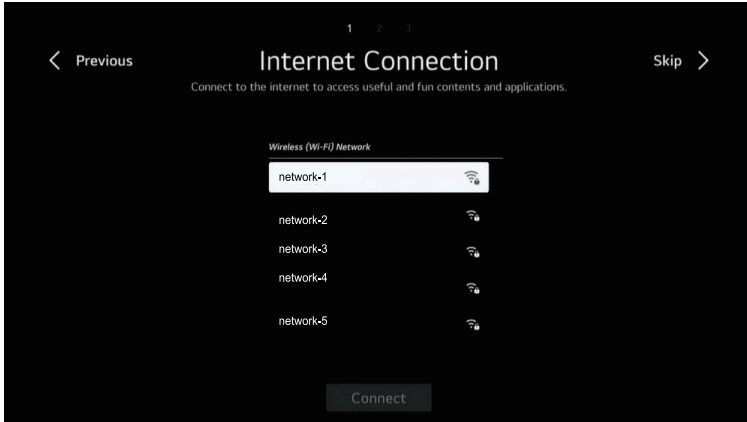 1 2 3
Previous
Internet Connection
Skip
Connect to the internet to access useful and fun contents and applications.
Wireless (Wi-Fi) Network
network-1
network-2
network-3
network-4
network-5
Connect